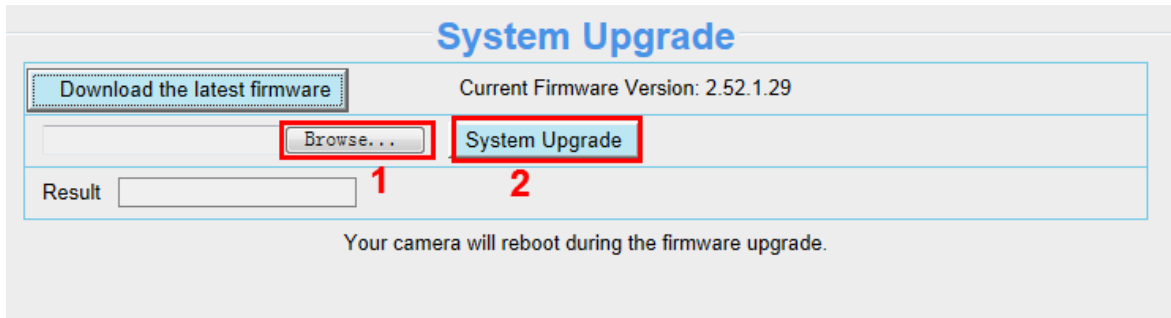 System Upgrade
Download the latest firmware Current Firmware Version: 2.52.1.29
Browse... System Upgrade
1 2
Result
Your camera will reboot during the firmware upgrade.